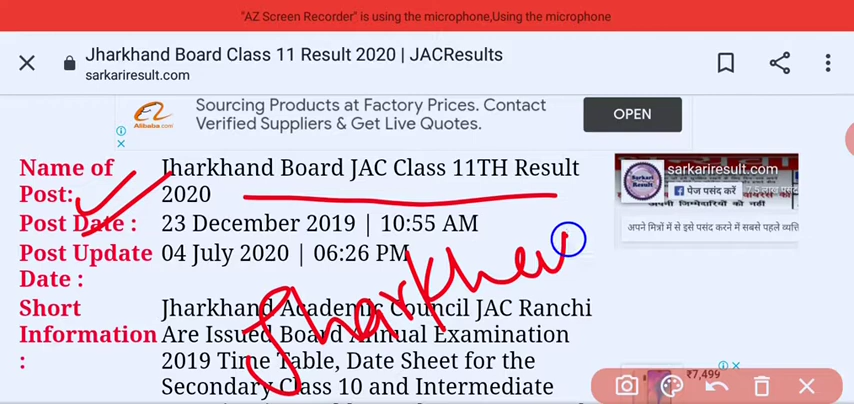 "AZ Screen Recorder" is using the microphone,Using the microphone
Jharkhand Board Class 11 Result 2020 | JACResults
sarkariresult.com
Sourcing Products at Factory Prices. Contact
Verified Suppliers & Get Live Quotes.
OPEN
Alibaba.com
Name of Post:
Jharkhand Board JAC Class 11TH Result
2020
Post Date :
23 December 2019 | 10:55 AM
Post Update Date :
04 July 2020 | 06:26 PM
Short Information :
Jharkhand Academic Council JAC Ranchi
Are Issued Board Annual Examination
2019 Time Table, Date Sheet for the
Secondary Class 10 and Intermediate
sarkariresult.com
Sarkari
Result
पेज पसंद करें
7.5 लाख पसंद
अपने मित्रों में से इसे पसंद करने में सबसे पहले
₹7,499